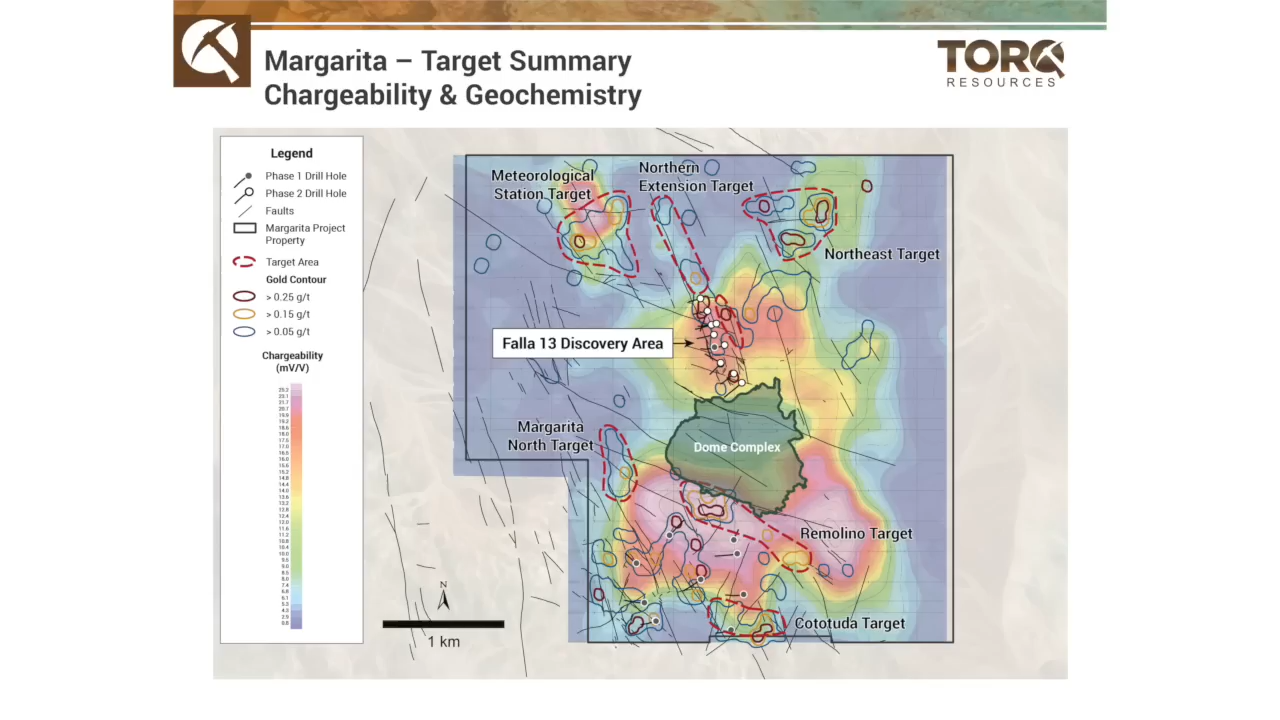 Margarita – Target Summary
Chargeability & Geochemistry
TORQ
RESOURCES
Legend
Phase 1 Drill Hole
Phase 2 Drill Hole
Faults
Margarita Project
Property
Target Area
Gold Contour
> 0.25 g/t
> 0.15 g/t
> 0.05 g/t
Chargeability
(mV/V)
Meteorological
Station Target
Northern
Extension Target
Northeast Target
Falla 13 Discovery Area
Margarita
North Target
Dome Complex
Remolino Target
Cototuda Target
N
1 km